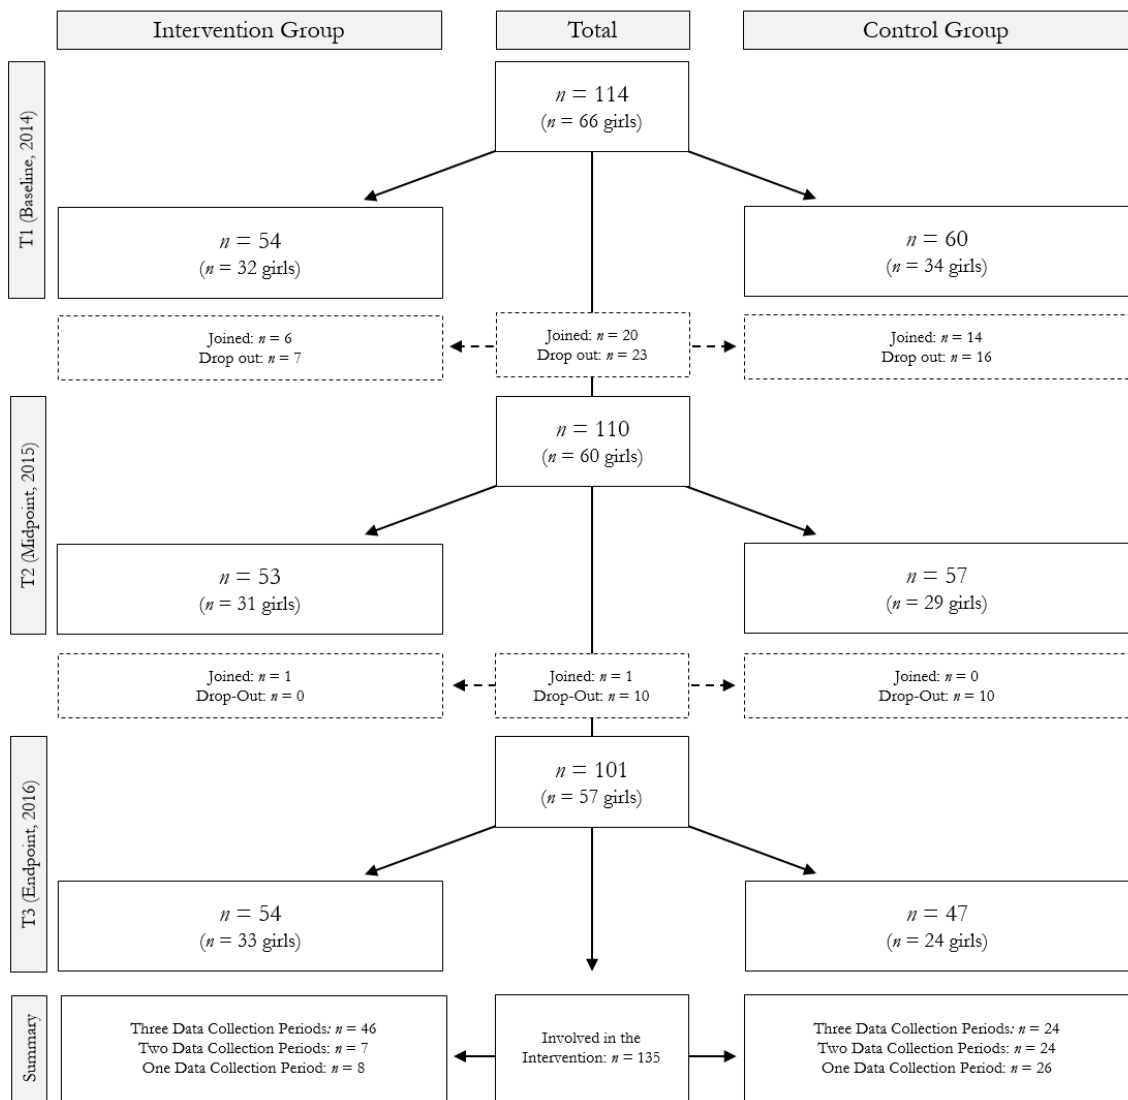 Intervention Group
Total
Control Group
T1 (Baseline, 2014)
n = 114
(n = 66 girls)
n = 54
(n = 32 girls)
n = 60
(n = 34 girls)
Joined: n = 6
Drop out: n = 7
Joined: n = 20
Drop out: n = 23
Joined: n = 14
Drop out: n = 16
T2 (Midpoint, 2015)
n = 110
(n = 60 girls)
n = 53
(n = 31 girls)
n = 57
(n = 29 girls)
Joined: n = 1
Drop-Out: n = 0
Joined: n = 1
Drop-Out: n = 10
Joined: n = 0
Drop-Out: n = 10
T3 (Endpoint, 2016)
n = 101
(n = 57 girls)
n = 54
(n = 33 girls)
n = 47
(n = 24 girls)
Summary
Three Data Collection Periods: n = 46
Two Data Collection Periods: n = 7
One Data Collection Period: n = 8
Involved in the
Intervention: n = 135
Three Data Collection Periods: n = 24
Two Data Collection Periods: n = 24
One Data Collection Period: n = 26